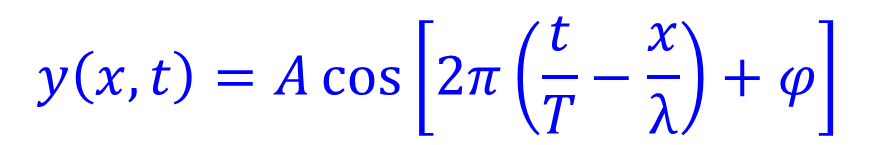 y(x, t) = A cos [2π (t/T − x/λ) + φ]